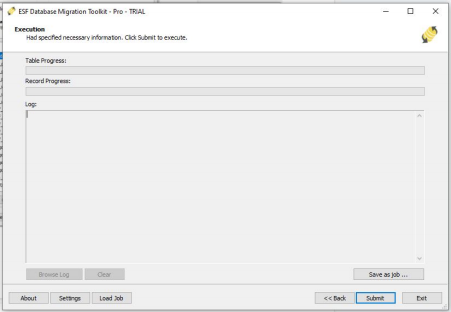 ESF Database Migration Toolkit - Pro - TRIAL
Execution
Had specified necessary information. Click Submit to execute.
Table Progress:
Record Progress:
Log:
Browse Log Clear Save as job ...
About Settings Load Job << Back Submit Exit